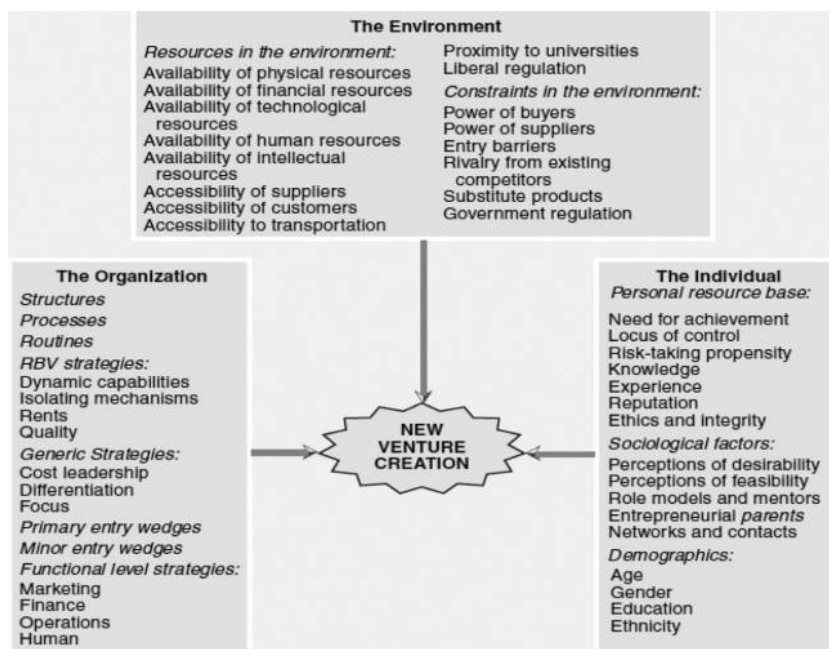 The Environment
Resources in the environment:
Availability of physical resources
Availability of financial resources
Availability of technological
resources
Availability of human resources
Availability of intellectual
resources
Accessibility of suppliers
Accessibility of customers
Accessibility to transportation
Proximity to universities
Liberal regulation
Constraints in the environment:
Power of buyers
Power of suppliers
Entry barriers
Rivalry from existing
competitors
Substitute products
Government regulation
The Organization
Structures
Processes
Routines
RBV strategies:
Dynamic capabilities
Isolating mechanisms
Rents
Quality
Generic Strategies:
Cost leadership
Differentiation
Focus
Primary entry wedges
Minor entry wedges
Functional level strategies:
Marketing
Finance
Operations
Human
NEW
VENTURE
CREATION
The Individual
Personal resource base:
Need for achievement
Locus of control
Risk-taking propensity
Knowledge
Experience
Reputation
Ethics and integrity
Sociological factors:
Perceptions of desirability
Perceptions of feasibility
Role models and mentors
Entrepreneurial parents
Networks and contacts
Demographics:
Age
Gender
Education
Ethnicity